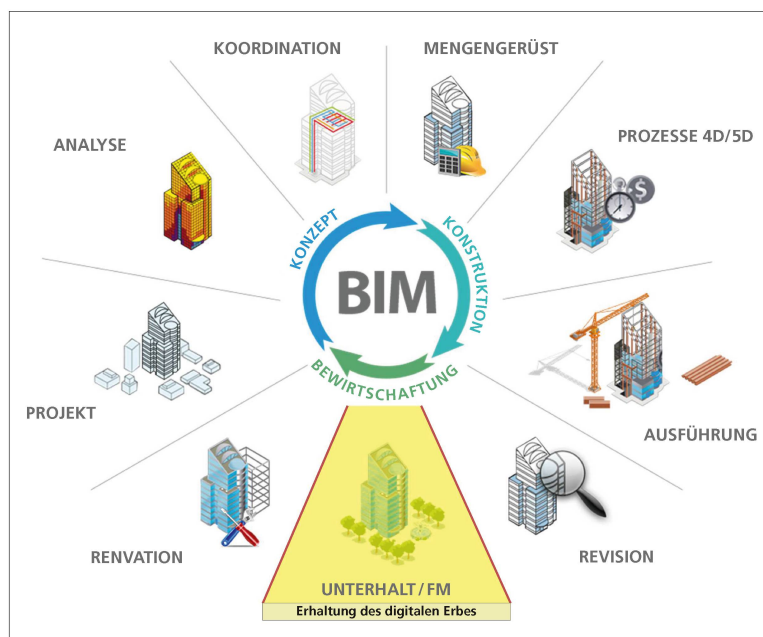 KOORDINATION
MENGENGERÜST
PROZESSE 4D/5D
AUSFÜHRUNG
REVISION
UNTERHALT / FM
Erhaltung des digitalen Erbes
RENVATION
PROJEKT
ANALYSE
KONZEPT
KONSTRUKTION
BEWIRTSCHAFTUNG
BIM
$